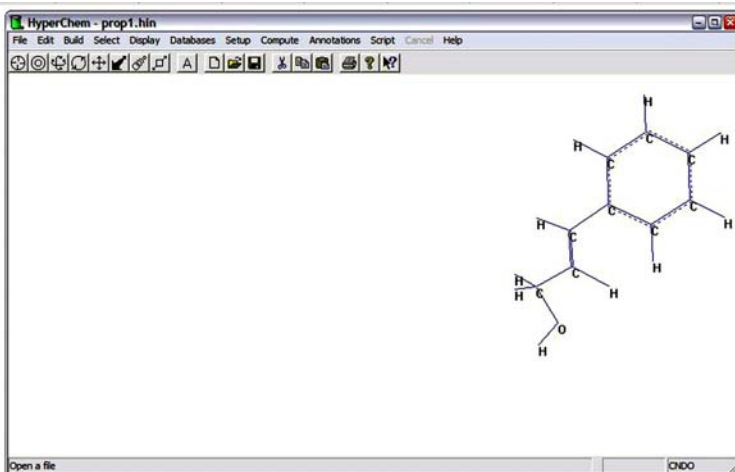 HyperChem - prop1.hin
File Edit Build Select Display Databases Setup Compute Annotations Script Cancel Help
A
H
H H
C
C C
C C
H C H
C H
H C H
H C
O
H
Open a file CNDO